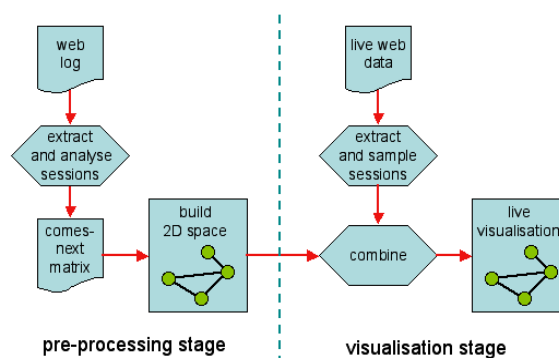 web
log
extract
and analyse
sessions
comes-
next
matrix
build
2D space
pre-processing stage
live web
data
extract
and sample
sessions
combine
live
visualisation
visualisation stage